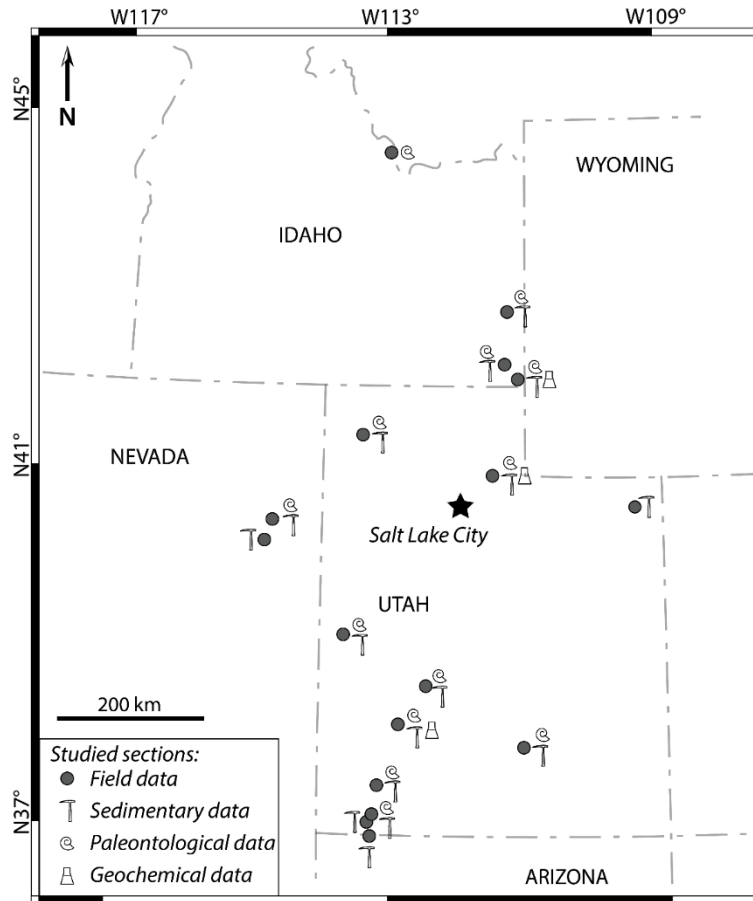 W117°
W113°
W109°
N45°
N
WYOMING
IDAHO
N41°
NEVADA
Salt Lake City
UTAH
200 km
Studied sections:
Field data
Sedimentary data
N37°
Paleontological data
Geochemical data
ARIZONA